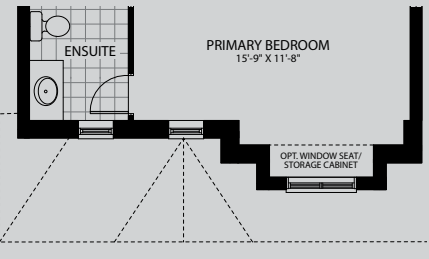 ENSUITE
PRIMARY BEDROOM
15'-9" X 11'-8"
OPT. WINDOW SEAT/
STORAGE CABINET